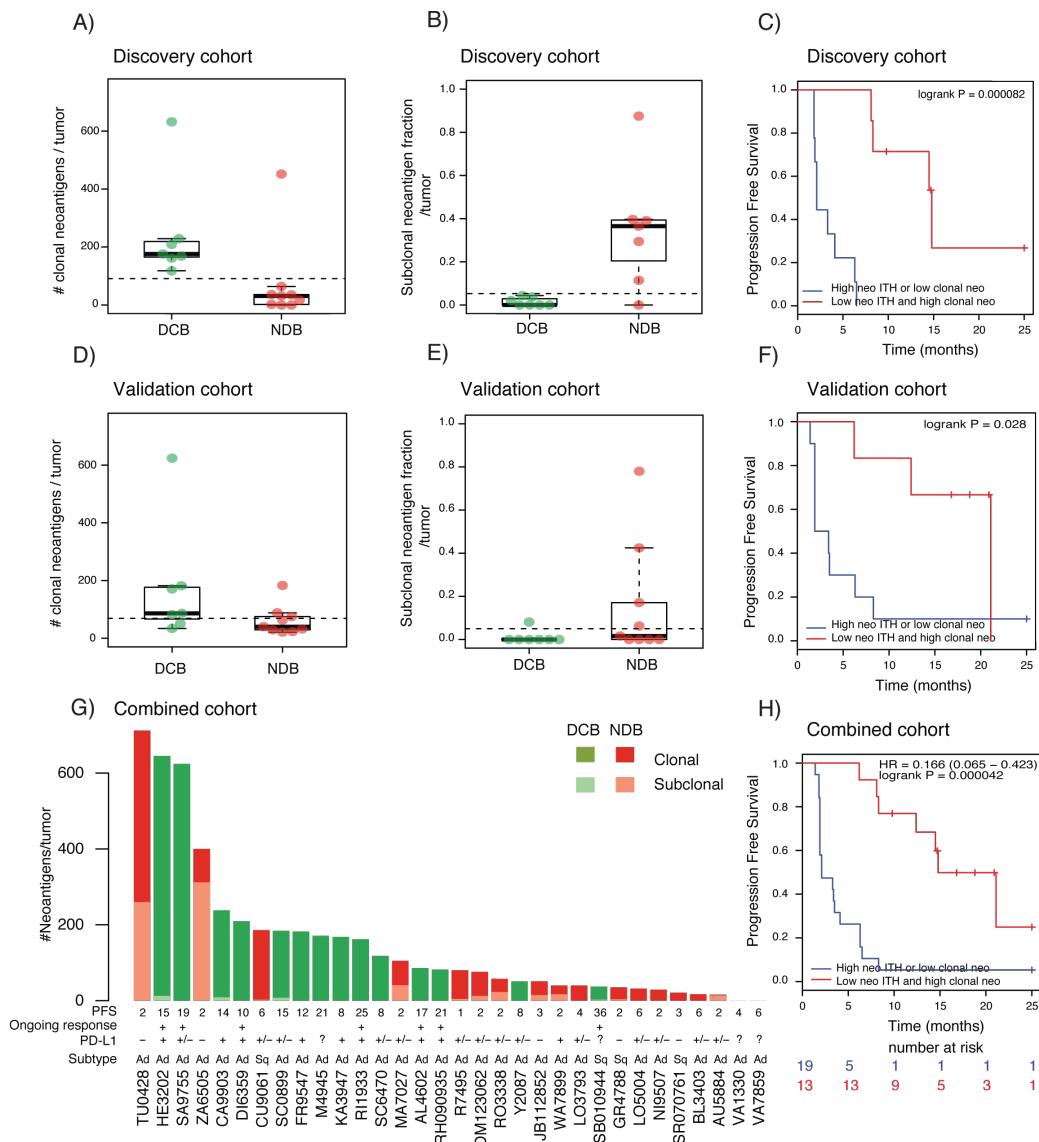 A)
Discovery cohort
# clonal neoantigens / tumor
600
400
200
0
DCB NDB
B)
Discovery cohort
Subclonal neoantigen fraction
/tumor
1.0
0.8
0.6
0.4
0.2
0.0
DCB NDB
C)
Discovery cohort
logrank P = 0.000082
Progression Free Survival
1.0
0.8
0.6
0.4
0.2
0.0
High neo ITH or low clonal neo
Low neo ITH and high clonal neo
0 5 10 15 20 25
Time (months)
D)
Validation cohort
# clonal neoantigens / tumor
600
400
200
0
DCB NDB
E)
Validation cohort
Subclonal neoantigen fraction
/tumor
1.0
0.8
0.6
0.4
0.2
0.0
DCB NDB
F)
Validation cohort
logrank P = 0.028
Progression Free Survival
1.0
0.8
0.6
0.4
0.2
0.0
High neo ITH or low clonal neo
Low neo ITH and high clonal neo
0 5 10 15 20 25
Time (months)
G)
Combined cohort
DCB NDB
Clonal
Subclonal
#Neoantigens/tumor
600
400
200
0
PFS 2 15 19 2 14 10 6 15 12 21 8 25 8 2 17 21 1 2 2 8 3 2 4 36 2 6 2 3 6 2 4 6
Ongoing response + + + + + + +
PD-L1 – + +/– – + + +/– +/– + ? + + +/– +/– + + +/– +/– +/– +/– – + +/– ? – +/– +/– – +/– +/– ? ?
Subtype Ad Ad Ad Ad Ad Ad Sq Ad Ad Ad Ad Ad Ad Ad Ad Ad Ad Ad Ad Ad Ad Ad Ad Sq Sq Ad Ad Sq Ad Ad Ad Ad
TU0428 HE3202 SA9755 ZA6505 CA9903 DI6359 CU9061 SC0899 FR9547 M4945 KA3947 RI1933 SC6470 MA7027 AL4602 RH090935 R7495 DM123062 RO3338 Y2087 JB112852 WA7899 LO3793 SB010944 GR4788 LO5004 NI9507 SR070761 BL3403 AU5884 VA1330 VA7859
H)
Combined cohort
HR = 0.166 (0.065 – 0.423)
logrank P = 0.000042
Progression Free Survival
1.0
0.8
0.6
0.4
0.2
0.0
High neo ITH or low clonal neo
Low neo ITH and high clonal neo
0 5 10 15 20 25
Time (months)
number at risk
19 5 1 1 1 1
13 13 9 5 3 1